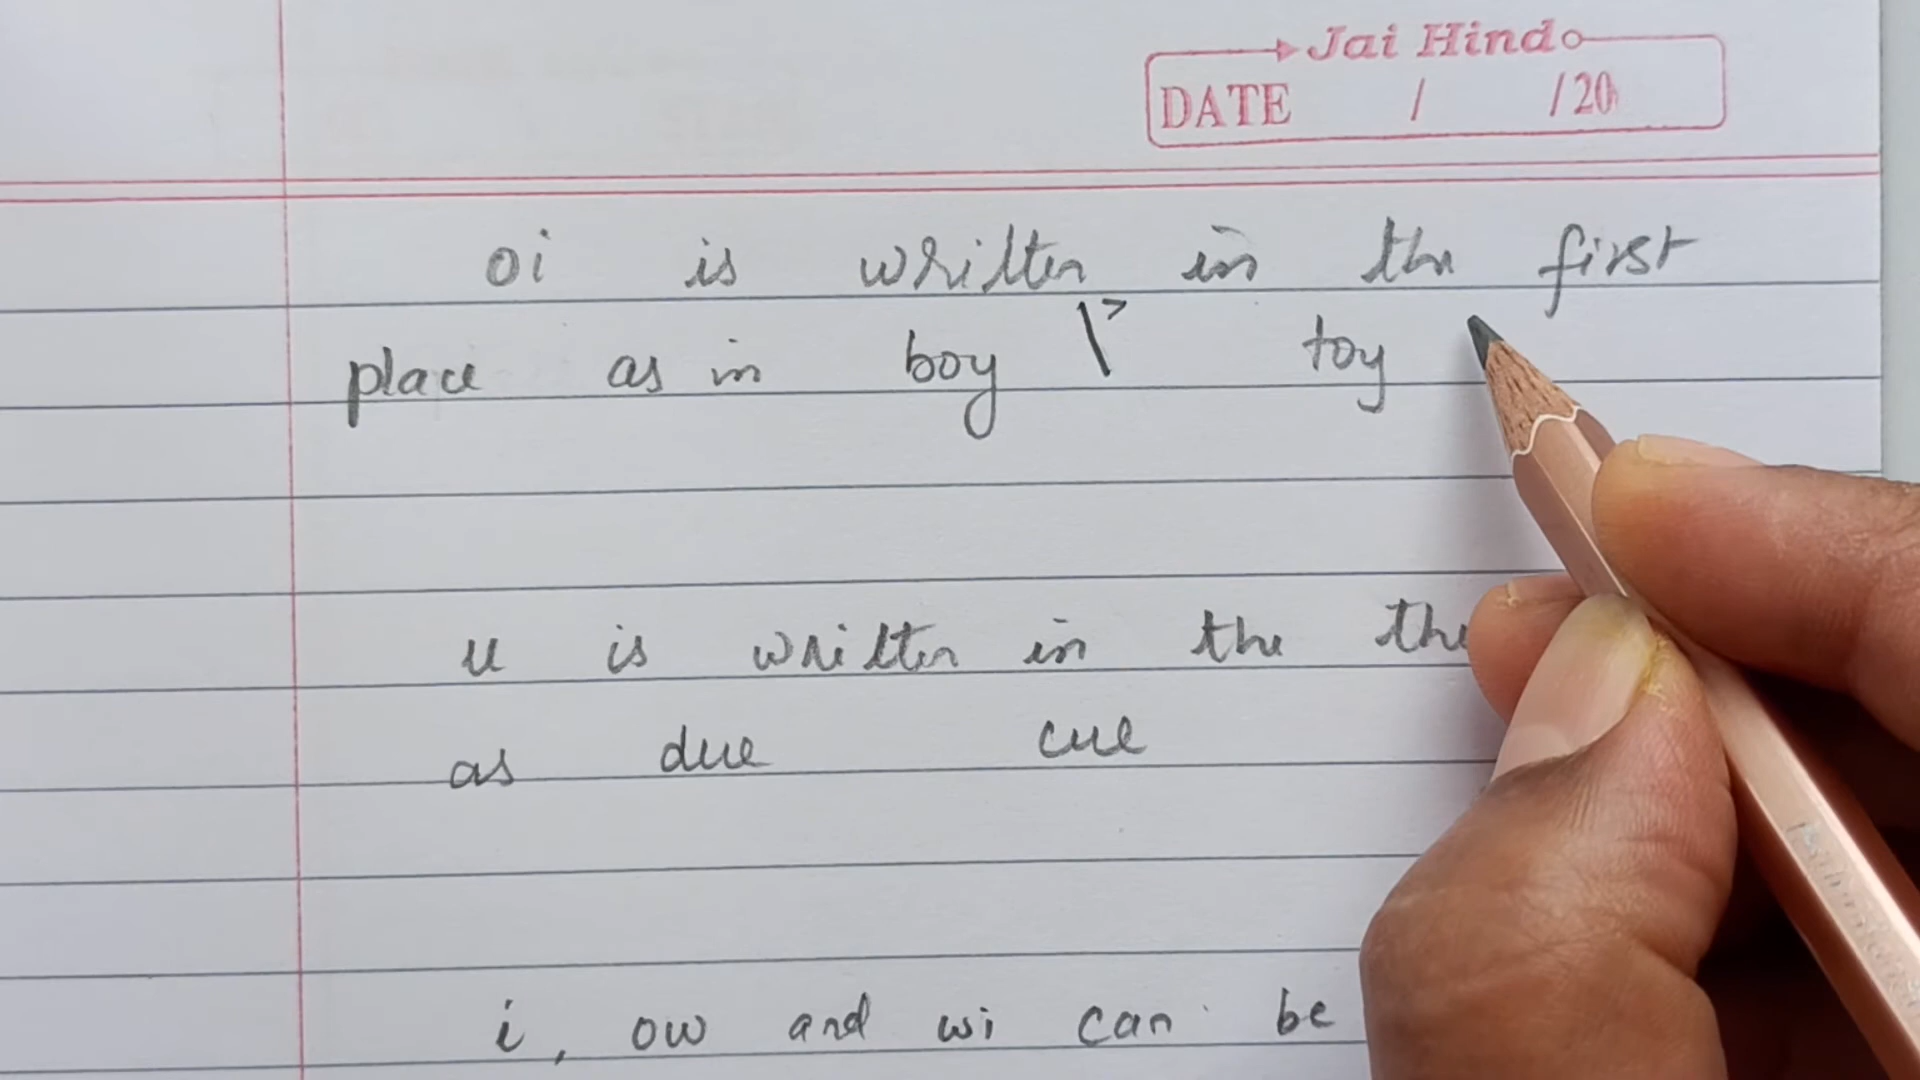 Jai Hind
DATE / /20
oi is written in the first
place as in boy toy
u is written in the
as due cue
i, ow and wi can be